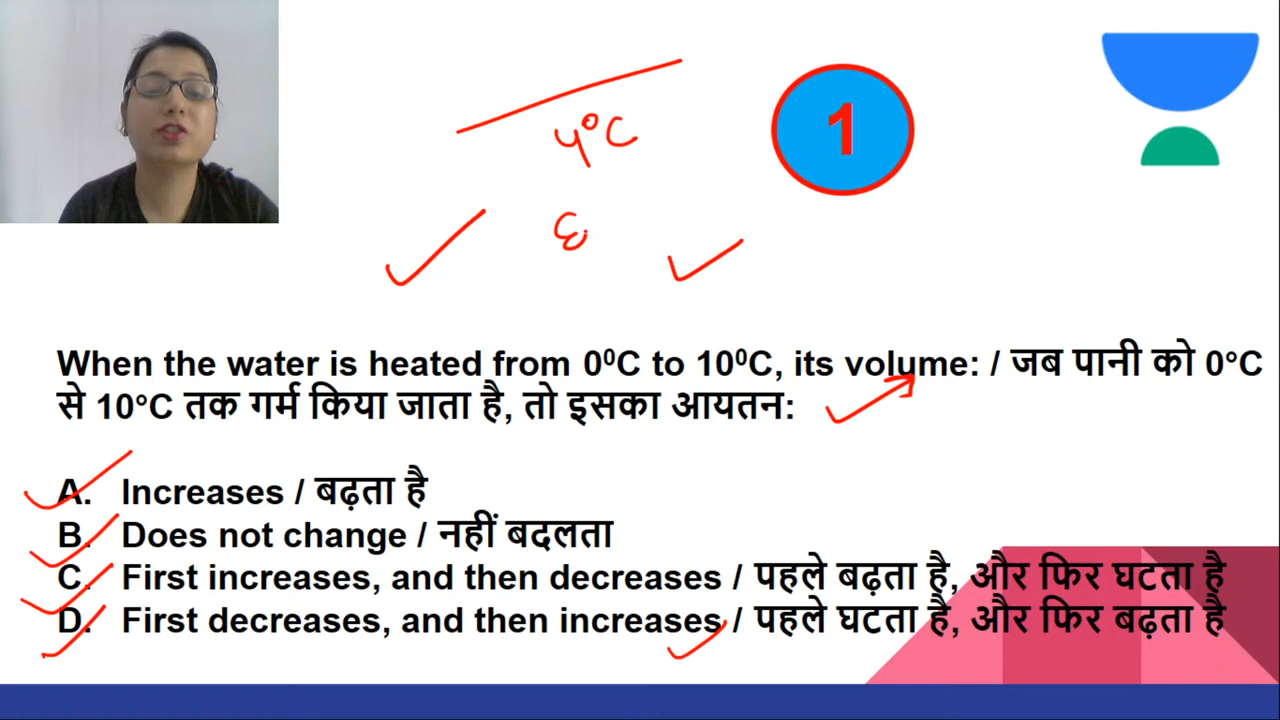 1
4°C
When the water is heated from 0⁰C to 10⁰C, its volume: / जब पानी को 0°C
से 10°C तक गर्म किया जाता है, तो इसका आयतन:
A. Increases / बढ़ता है
B. Does not change / नहीं बदलता
C. First increases, and then decreases / पहले बढ़ता है, और फिर घटता है
D. First decreases, and then increases / पहले घटता है, और फिर बढ़ता है